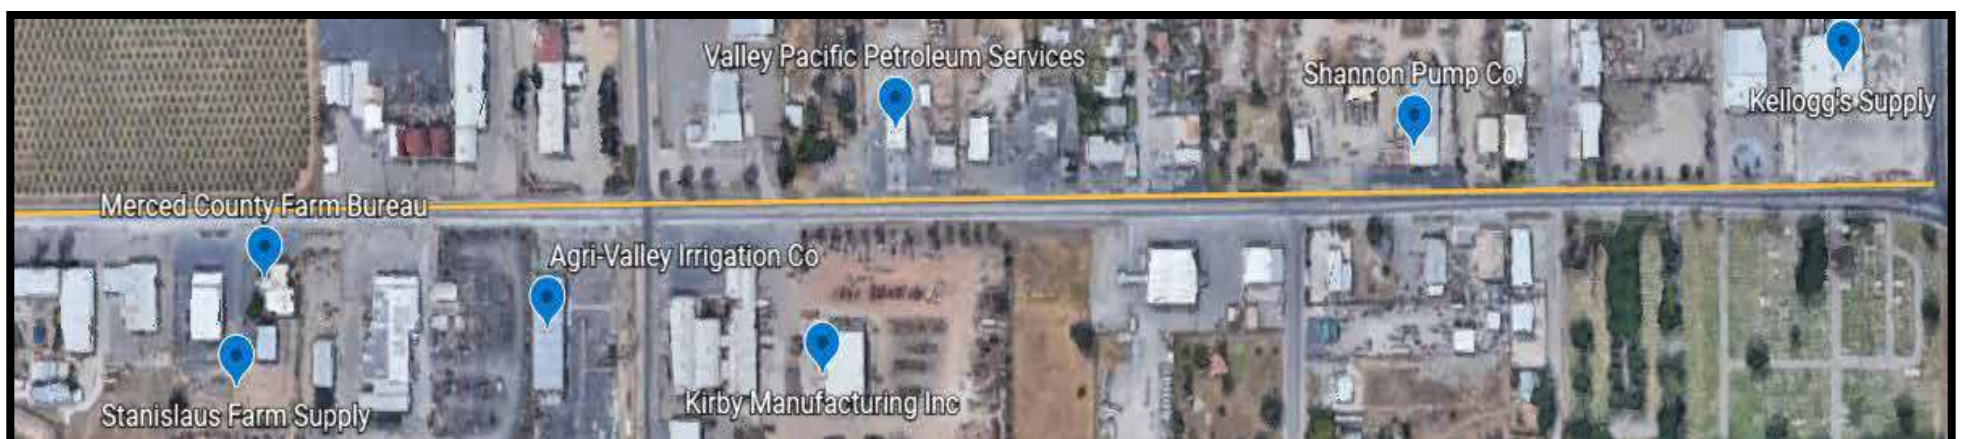 Valley Pacific Petroleum Services
Shannon Pump Co.
Kellogg's Supply
Merced County Farm Bureau
Agri-Valley Irrigation Co
Kirby Manufacturing Inc
Stanislaus Farm Supply